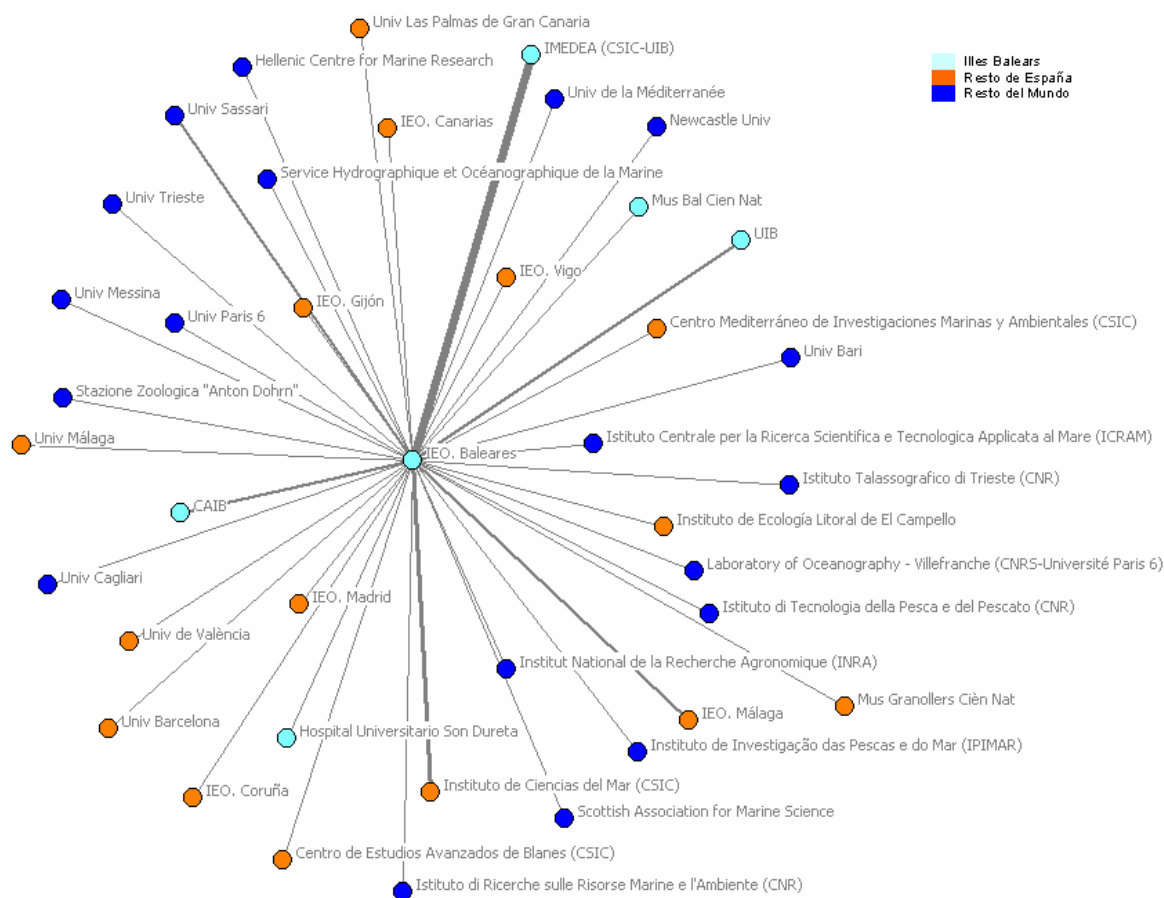 Univ Las Palmas de Gran Canaria
IMEDEA (CSIC-UIB)
Hellenic Centre for Marine Research
Illes Balears
Resto de España
Resto del Mundo
Univ de la Méditerranée
Univ Sassari
IEO. Canarias
Newcastle Univ
Service Hydrographique et Océanographique de la Marine
Univ Trieste
Mus Bal Cien Nat
UIB
IEO. Vigo
Univ Messina
IEO. Gijón
Univ Paris 6
Centro Mediterráneo de Investigaciones Marinas y Ambientales (CSIC)
Univ Bari
Stazione Zoologica "Anton Dohrn"
Univ Málaga
Istituto Centrale per la Ricerca Scientifica e Tecnologica Applicata al Mare (ICRAM)
IEO. Baleares
Istituto Talassografico di Trieste (CNR)
CAIB
Instituto de Ecología Litoral de El Campello
Laboratory of Oceanography - Villefranche (CNRS-Université Paris 6)
Univ Cagliari
IEO. Madrid
Istituto di Tecnologia della Pesca e del Pescato (CNR)
Univ de València
Institut National de la Recherche Agronomique (INRA)
Mus Granollers Cièn Nat
Univ Barcelona
IEO. Málaga
Hospital Universitario Son Dureta
Instituto de Investigação das Pescas e do Mar (IPIMAR)
Instituto de Ciencias del Mar (CSIC)
IEO. Coruña
Scottish Association for Marine Science
Centro de Estudios Avanzados de Blanes (CSIC)
Istituto di Ricerche sulle Risorse Marine e l'Ambiente (CNR)